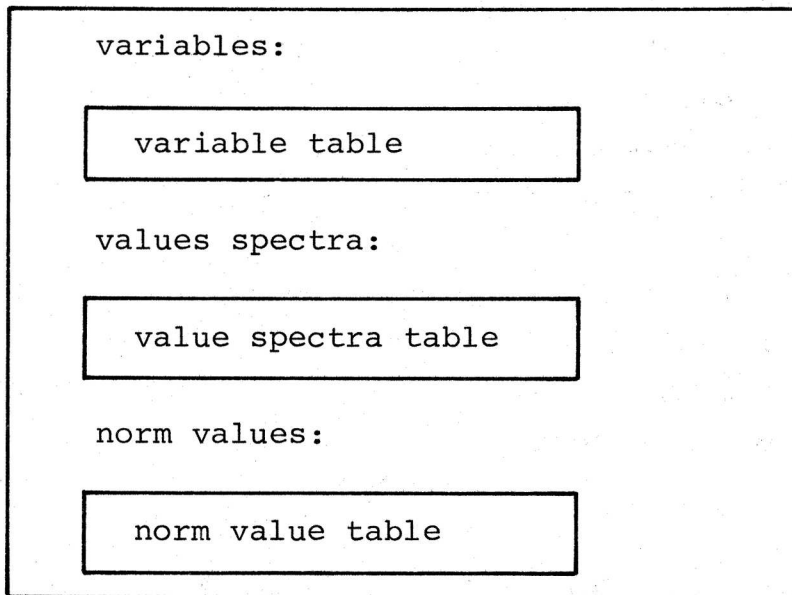 variables:
variable table
values spectra:
value spectra table
norm values:
norm value table